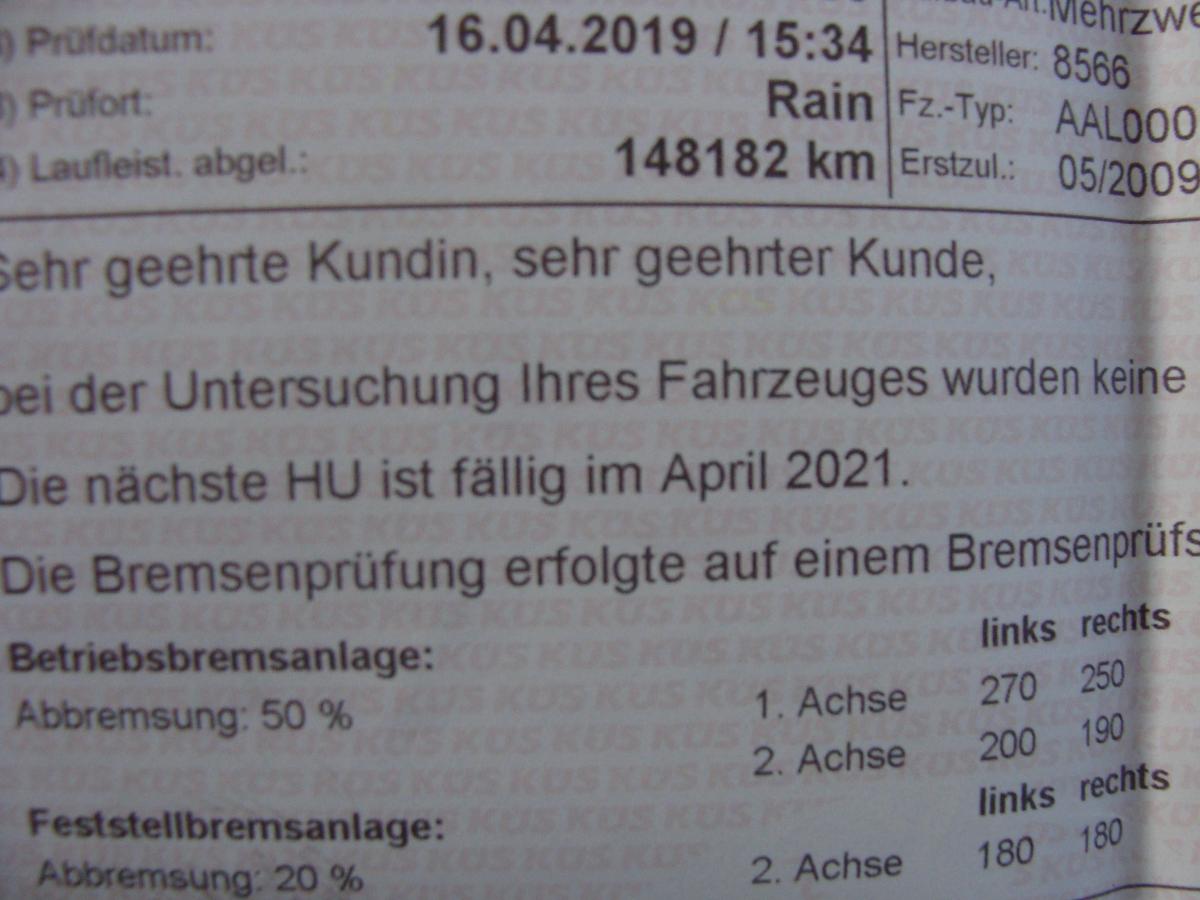 Prüfdatum: 16.04.2019 / 15:34
Prüfort: Rain
Laufleist. abgel.: 148182 km
Mehrzwe
Hersteller: 8566
Fz.-Typ: AAL000
Erstzul.: 05/2009
Sehr geehrte Kundin, sehr geehrter Kunde,
bei der Untersuchung Ihres Fahrzeuges wurden keine
Die nächste HU ist fällig im April 2021.
Die Bremsenprüfung erfolgte auf einem Bremsenprüfs
links rechts
Betriebsbremsanlage:
Abbremsung: 50 % 1. Achse 270 250
2. Achse 200 190
links rechts
Feststellbremsanlage:
Abbremsung: 20 % 2. Achse 180 180